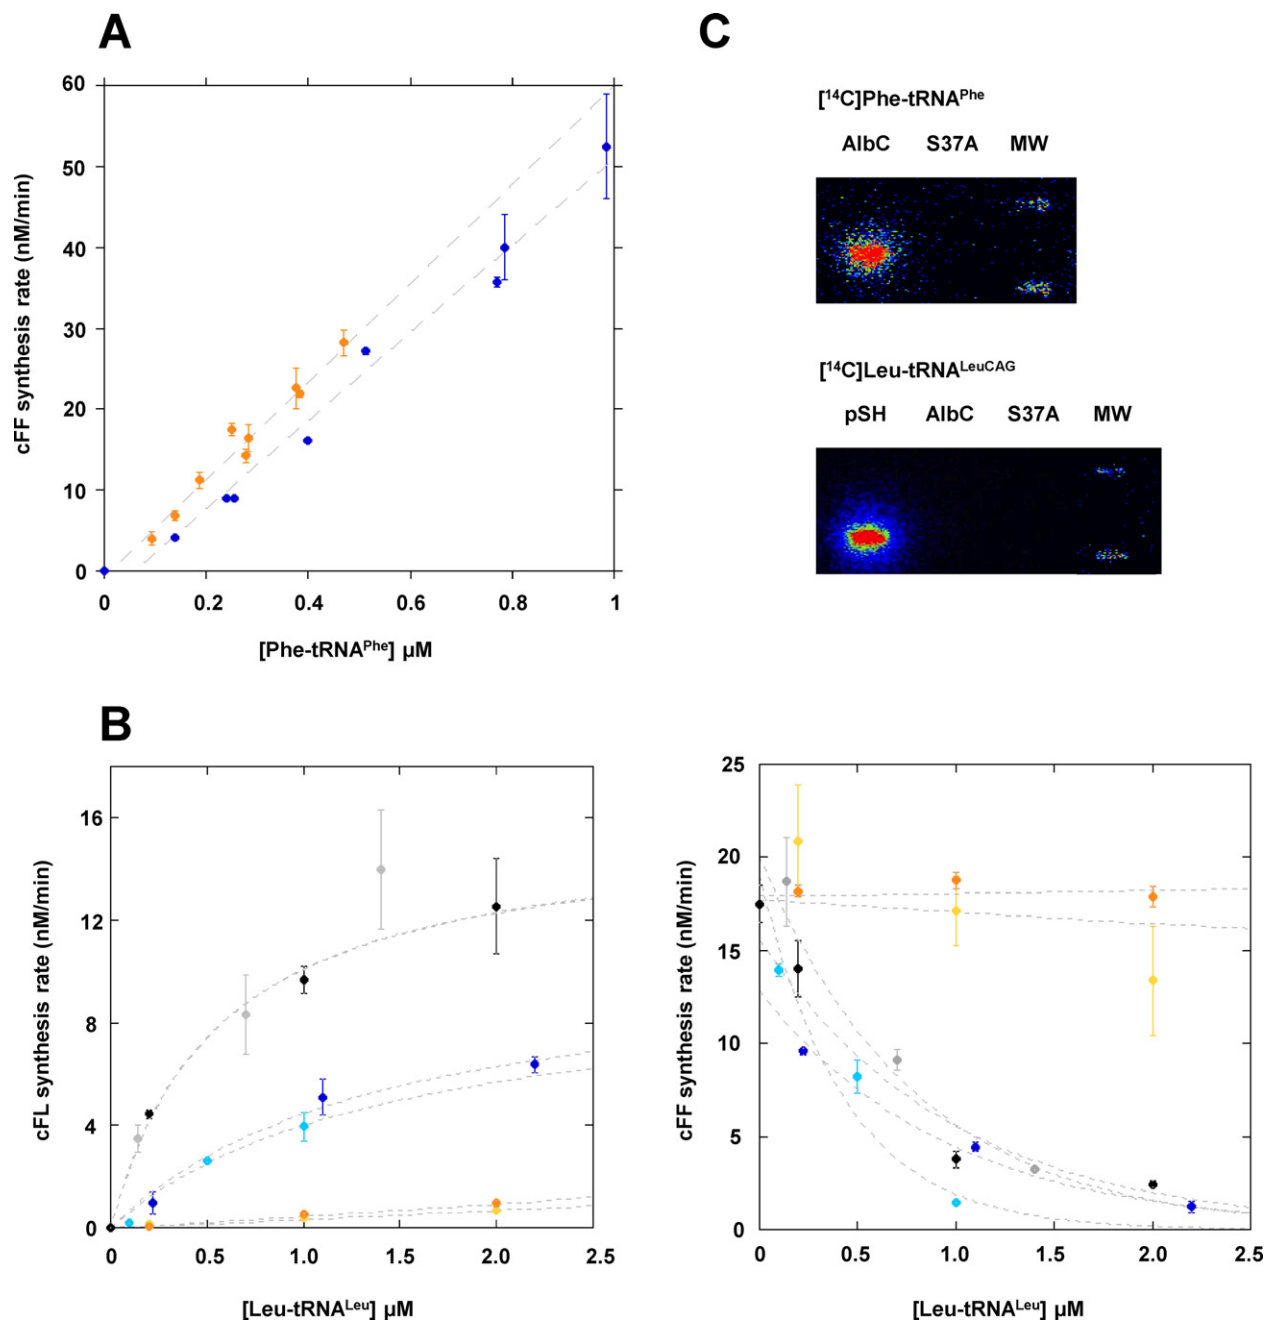 A
60
50
40
30
20
10
0
cFF synthesis rate (nM/min)
0 0.2 0.4 0.6 0.8 1
[Phe-tRNAPhe] µM
C
[14C]Phe-tRNAPhe
AlbC S37A MW
[14C]Leu-tRNALeuCAG
pSH AlbC S37A MW
B
16
12
8
4
0
cFL synthesis rate (nM/min)
0 0.5 1.0 1.5 2.0 2.5
[Leu-tRNALeu] µM
25
20
15
10
5
0
cFF synthesis rate (nM/min)
0 0.5 1.0 1.5 2.0 2.5
[Leu-tRNALeu] µM